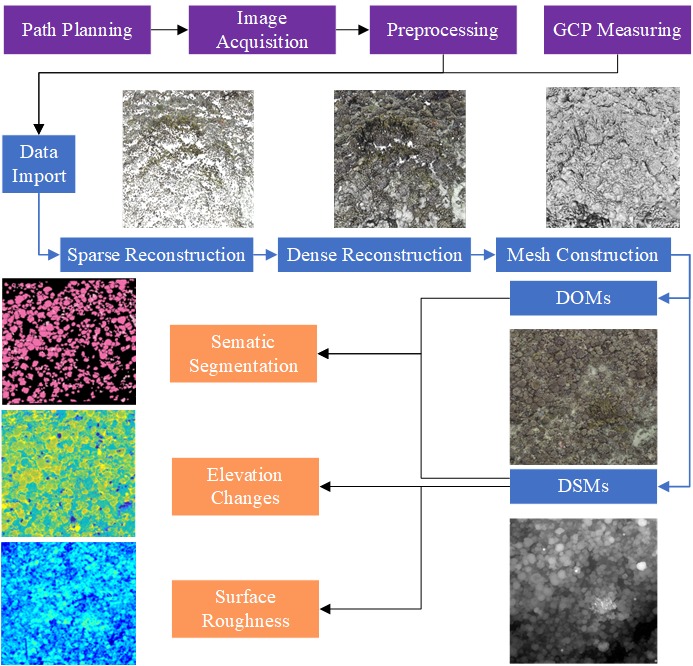 Path Planning
Image
Acquisition
Preprocessing
GCP Measuring
Data
Import
Sparse Reconstruction
Dense Reconstruction
Mesh Construction
DOMs
Sematic
Segmentation
Elevation
Changes
DSMs
Surface
Roughness